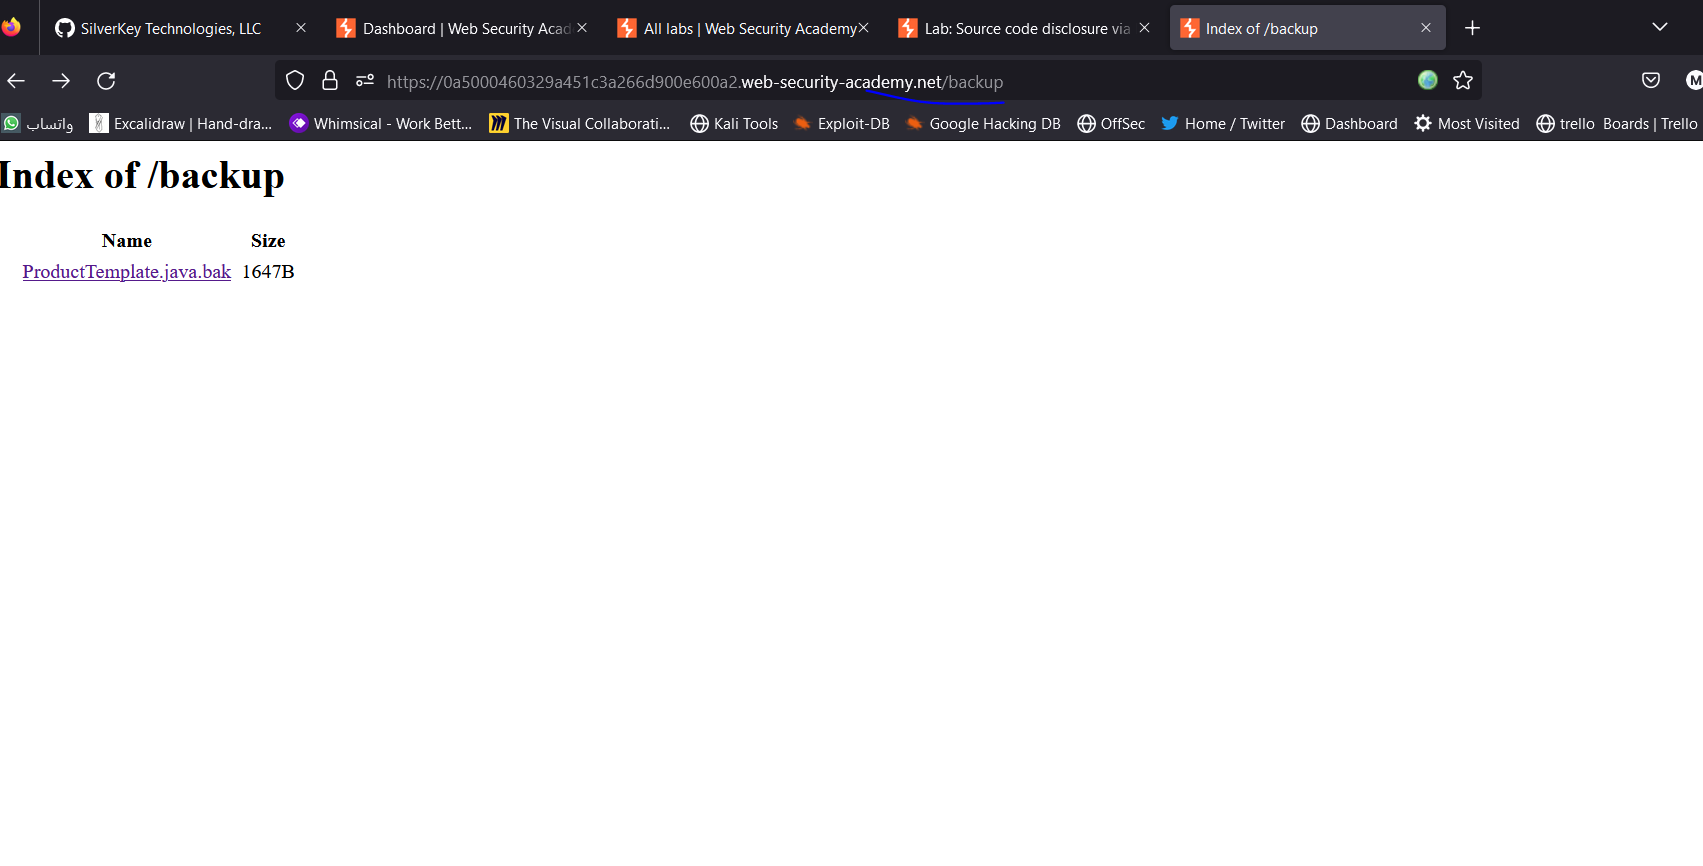 SilverKey Technologies, LLC
Dashboard | Web Security Acad
All labs | Web Security Academy
Lab: Source code disclosure via
Index of /backup
https://0a5000460329a451c3a266d900e600a2.web-security-academy.net/backup
M
واتساب
Excalidraw | Hand-dra...
Whimsical - Work Bett...
The Visual Collaborati...
Kali Tools
Exploit-DB
Google Hacking DB
OffSec
Home / Twitter
Dashboard
Most Visited
trello Boards | Trello
Index of /backup
Name Size
ProductTemplate.java.bak 1647B